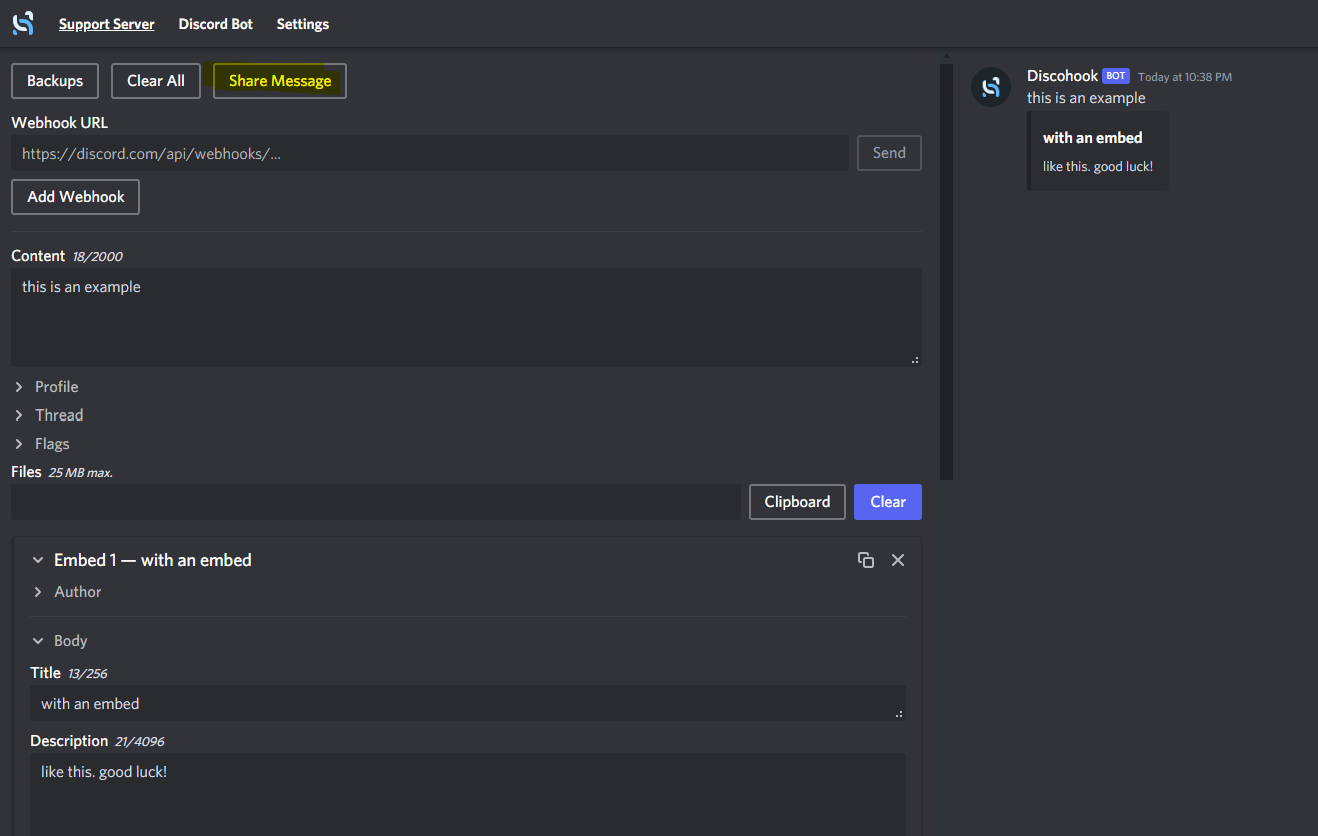 Support Server Discord Bot Settings
Backups Clear All Share Message
Webhook URL
https://discord.com/api/webhooks/... Send
Add Webhook
Content 18/2000
this is an example
Profile
Thread
Flags
Files 25 MB max.
Clipboard Clear
Embed 1 — with an embed
Author
Body
Title 13/256
with an embed
Description 21/4096
like this. good luck!
Discohook BOT Today at 10:38 PM
this is an example
with an embed
like this. good luck!